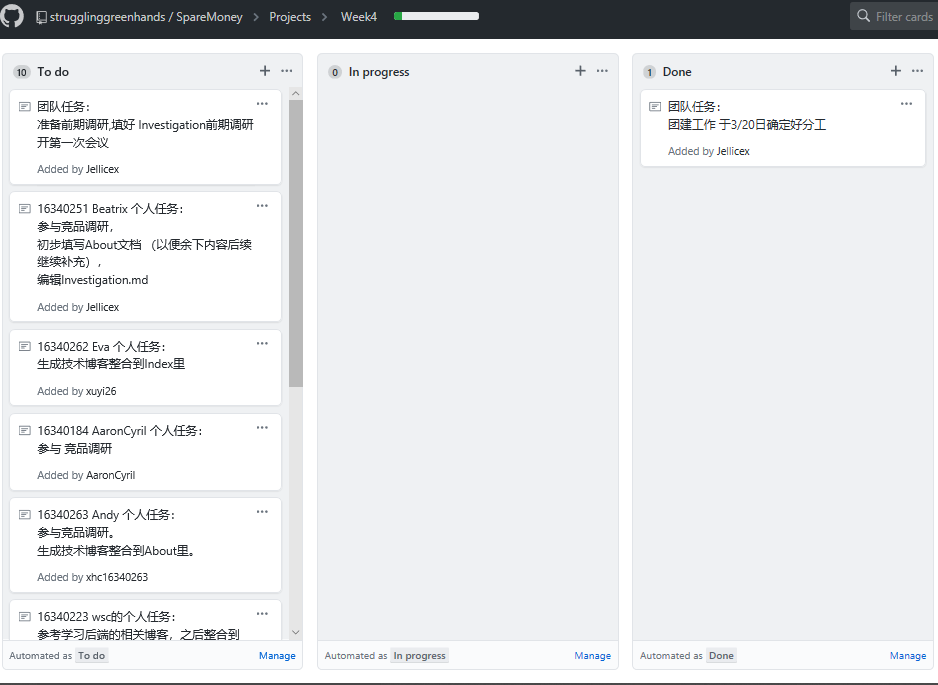 strugglinggreenhands / SpareMoney > Projects > Week4
Filter cards
10 To do
团队任务：
准备前期调研,填好 Investigation前期调研
开第一次会议
Added by Jellicex
16340251 Beatrix 个人任务：
参与竞品调研，
初步填写About文档 （以便余下内容后续
继续补充），
编辑Investigation.md
Added by Jellicex
16340262 Eva 个人任务：
生成技术博客整合到Index里
Added by xuyi26
16340184 AaronCyril 个人任务：
参与 竞品调研
Added by AaronCyril
16340263 Andy 个人任务：
参与竞品调研。
生成技术博客整合到About里。
Added by xhc16340263
16340223 wsc的个人任务：
参考学习后端的相关博客，之后整合到
Automated as To do
Manage
0 In progress
Automated as In progress
Manage
1 Done
团队任务：
团建工作 于3/20日确定好分工
Added by Jellicex
Automated as Done
Manage